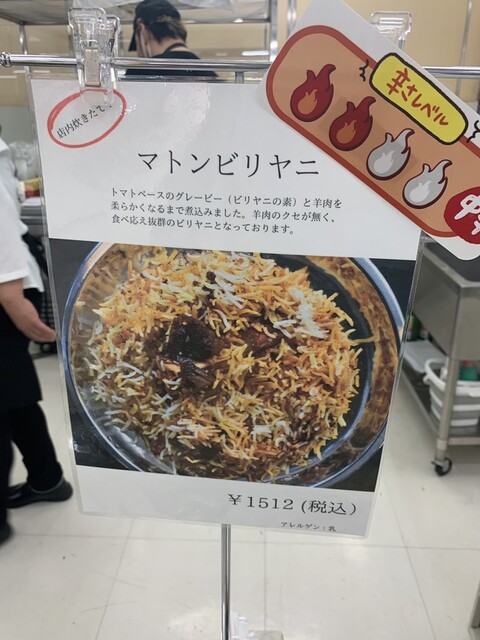 店内炊きたて
辛さレベル
マトンビリヤニ
トマトベースのグレービー（ビリヤニの素）と羊肉を
柔らかくなるまで煮込みました。羊肉のクセが無く、
食べ応え抜群のビリヤニとなっております。
￥1512 (税込)
アレルゲン：乳